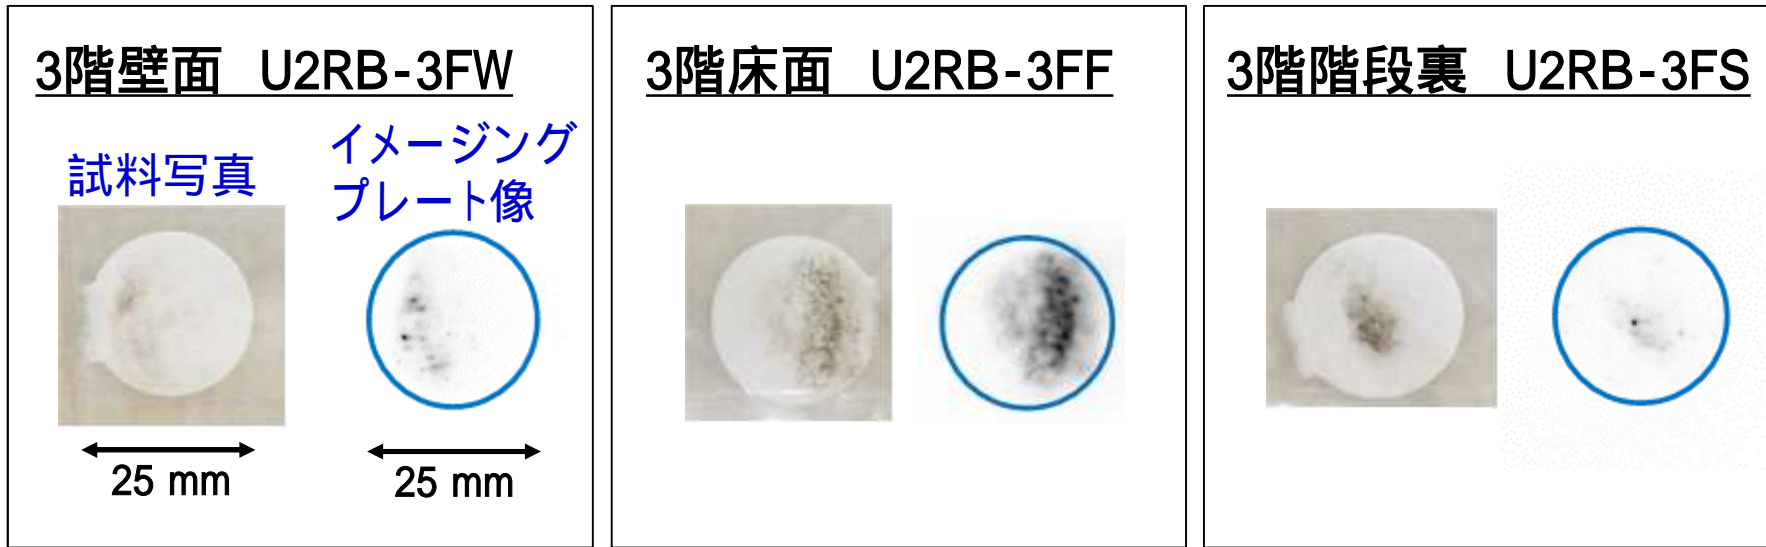 3階壁面 U2RB-3FW
試料写真
イメージング
プレート像
25 mm
25 mm
3階床面 U2RB-3FF
3階階段裏 U2RB-3FS